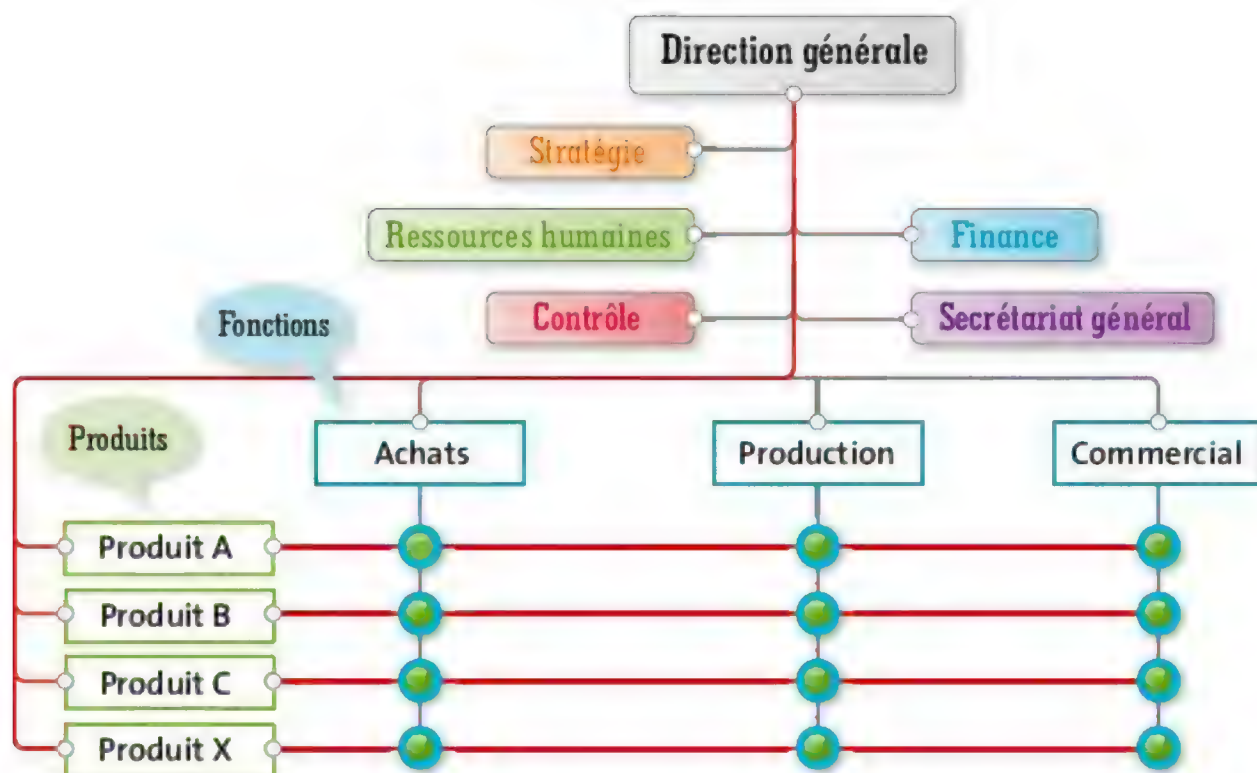 Direction générale
Stratégie
Ressources humaines
Finance
Contrôle
Secrétariat général
Fonctions
Produits
Achats
Production
Commercial
Produit A
Produit B
Produit C
Produit X